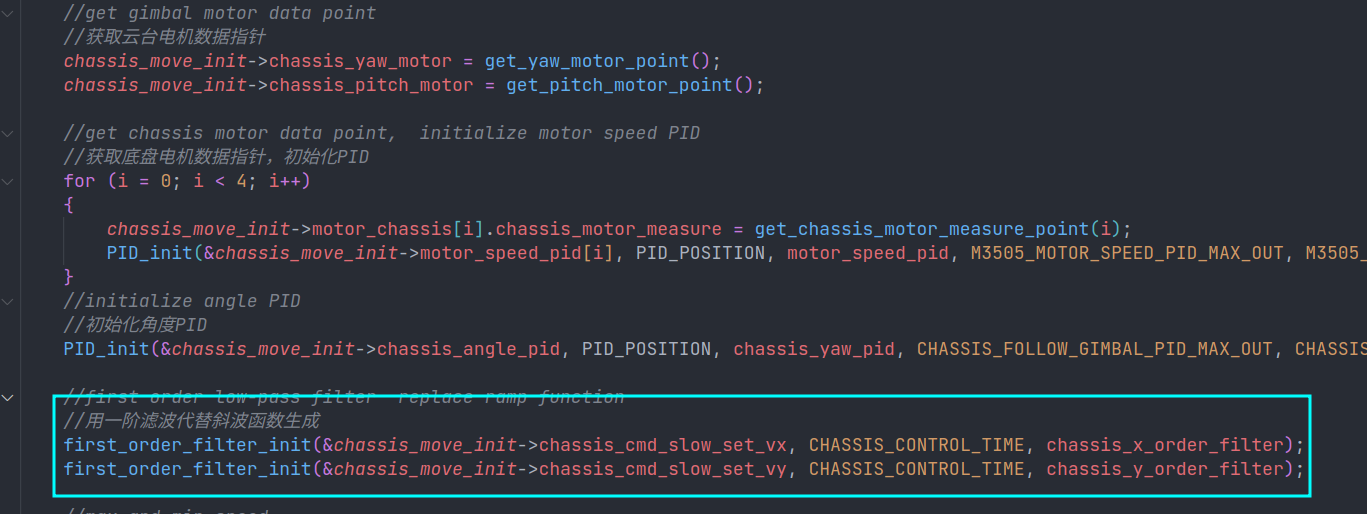 //get gimbal motor data point
//获取云台电机数据指针
chassis_move_init->chassis_yaw_motor = get_yaw_motor_point();
chassis_move_init->chassis_pitch_motor = get_pitch_motor_point();
//get chassis motor data point,  initialize motor speed PID
//获取底盘电机数据指针，初始化PID
for (i = 0; i < 4; i++)
{
chassis_move_init->motor_chassis[i].chassis_motor_measure = get_chassis_motor_measure_point(i);
PID_init(&chassis_move_init->motor_speed_pid[i], PID_POSITION, motor_speed_pid, M3505_MOTOR_SPEED_PID_MAX_OUT, M3505_
}
//initialize angle PID
//初始化角度PID
PID_init(&chassis_move_init->chassis_angle_pid, PID_POSITION, chassis_yaw_pid, CHASSIS_FOLLOW_GIMBAL_PID_MAX_OUT, CHASSIS
//first order low-pass filter  replace ramp function
//用一阶滤波代替斜波函数生成
first_order_filter_init(&chassis_move_init->chassis_cmd_slow_set_vx, CHASSIS_CONTROL_TIME, chassis_x_order_filter);
first_order_filter_init(&chassis_move_init->chassis_cmd_slow_set_vy, CHASSIS_CONTROL_TIME, chassis_y_order_filter);
//max and min speed